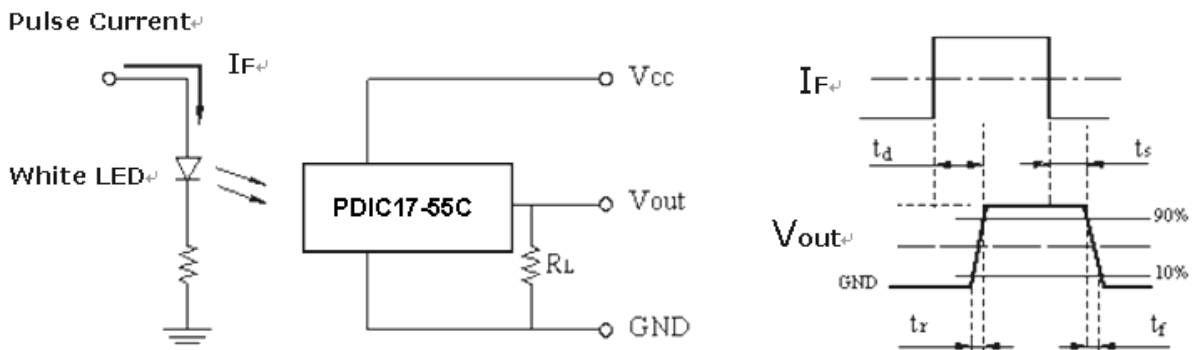 Pulse Current↵
IF↵
White LED↵
PDIC17-55C
Vcc
Vout
RL
GND
IF↵
td
ts
Vout↵
90%
10%
GND
tr
tf